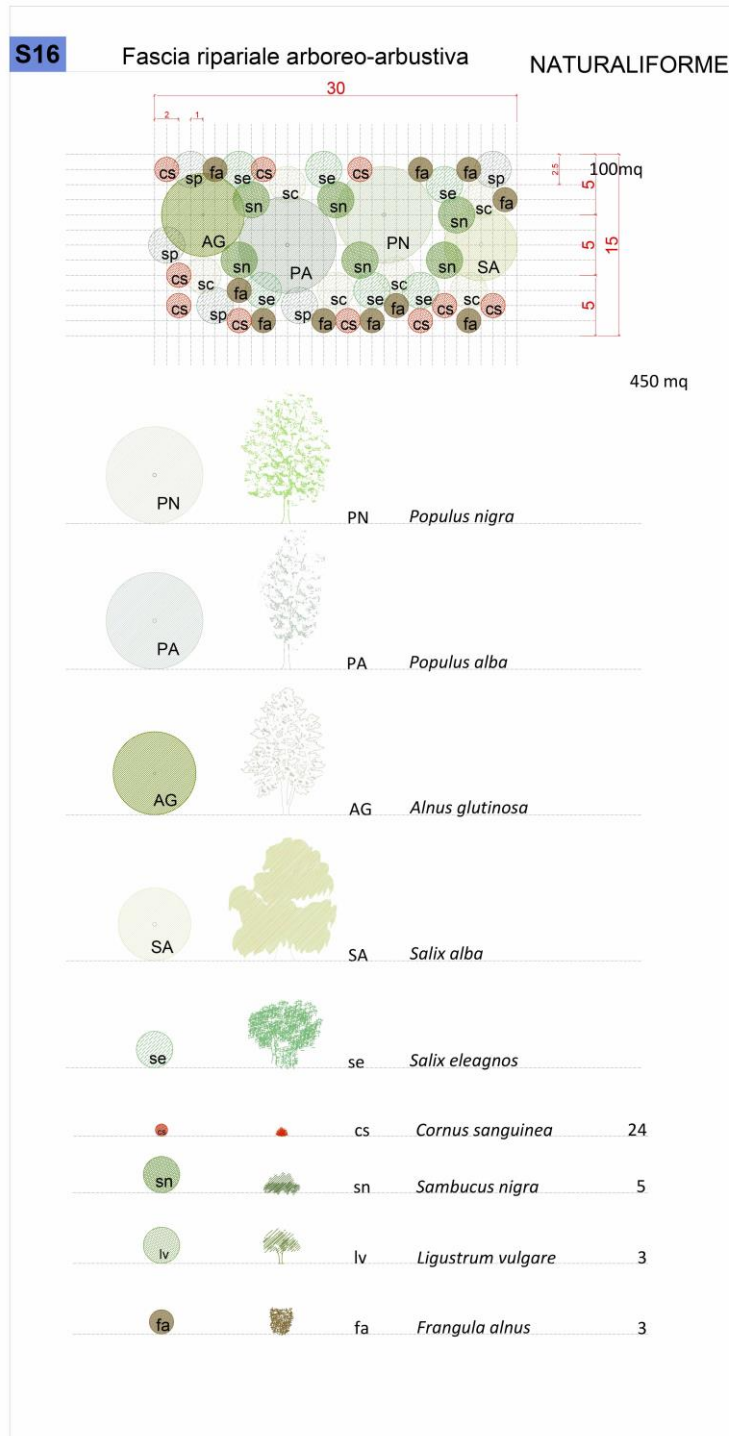 S16 Fascia ripariale arboreo-arbustiva NATURALIFORME
30
2 1
cs sp fa se cs se cs fa fa sp 100mq
2.5
sc se fa
sn sn sc 5
sn
AG PN
sp 5 15
sn PA sn sn SA
cs
sc fa se sc se sc se sc
cs sp sp fa cs cs 5
cs fa fa cs fa cs fa
450 mq
PN
PN Populus nigra
PA
PA Populus alba
AG
AG Alnus glutinosa
SA
SA Salix alba
se
se Salix eleagnos
cs cs Cornus sanguinea 24
sn
sn Sambucus nigra 5
lv
lv Ligustrum vulgare 3
fa
fa Frangula alnus 3